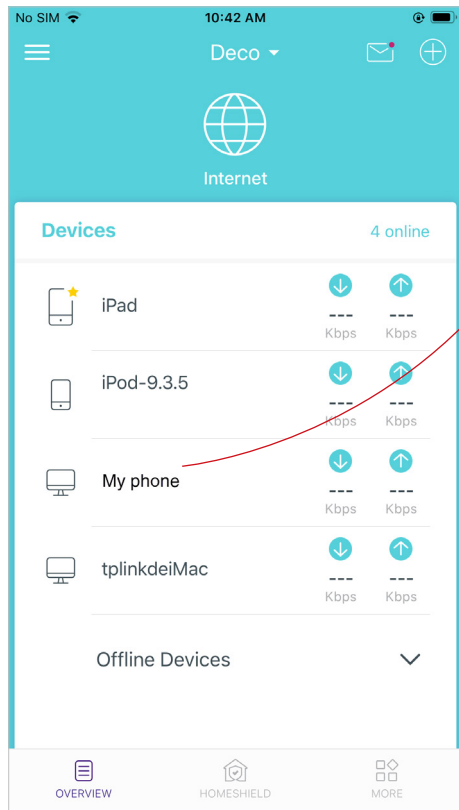 No SIM 10:42 AM
Deco
Internet
Devices 4 online
iPad
--- ---
Kbps Kbps
iPod-9.3.5
--- ---
Kbps Kbps
My phone
--- ---
Kbps Kbps
tplinkdeiMac
--- ---
Kbps Kbps
Offline Devices
OVERVIEW HOMESHIELD MORE